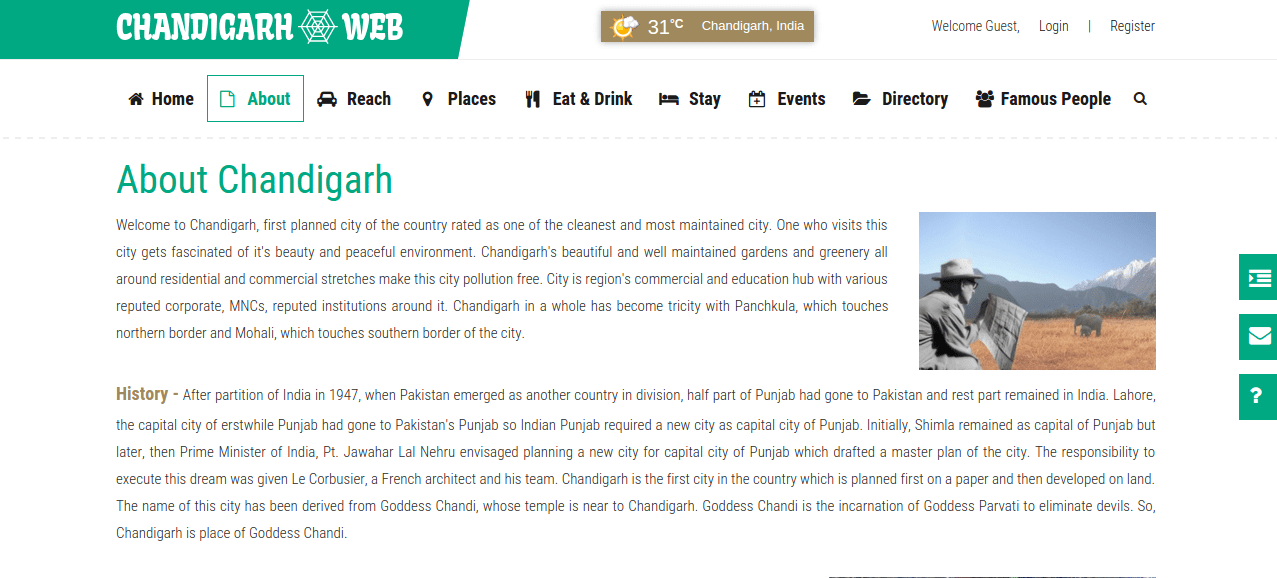 CHANDIGARH WEB
31°C Chandigarh, India
Welcome Guest, Login | Register
Home About Reach Places Eat & Drink Stay Events Directory Famous People
About Chandigarh
Welcome to Chandigarh, first planned city of the country rated as one of the cleanest and most maintained city. One who visits this
city gets fascinated of it's beauty and peaceful environment. Chandigarh's beautiful and well maintained gardens and greenery all
around residential and commercial stretches make this city pollution free. City is region's commercial and education hub with various
reputed corporate, MNCs, reputed institutions around it. Chandigarh in a whole has become tricity with Panchkula, which touches
northern border and Mohali, which touches southern border of the city.
History - After partition of India in 1947, when Pakistan emerged as another country in division, half part of Punjab had gone to Pakistan and rest part remained in India. Lahore,
the capital city of erstwhile Punjab had gone to Pakistan's Punjab so Indian Punjab required a new city as capital city of Punjab. Initially, Shimla remained as capital of Punjab but
later, then Prime Minister of India, Pt. Jawahar Lal Nehru envisaged planning a new city for capital city of Punjab which drafted a master plan of the city. The responsibility to
execute this dream was given Le Corbusier, a French architect and his team. Chandigarh is the first city in the country which is planned first on a paper and then developed on land.
The name of this city has been derived from Goddess Chandi, whose temple is near to Chandigarh. Goddess Chandi is the incarnation of Goddess Parvati to eliminate devils. So,
Chandigarh is place of Goddess Chandi.
?